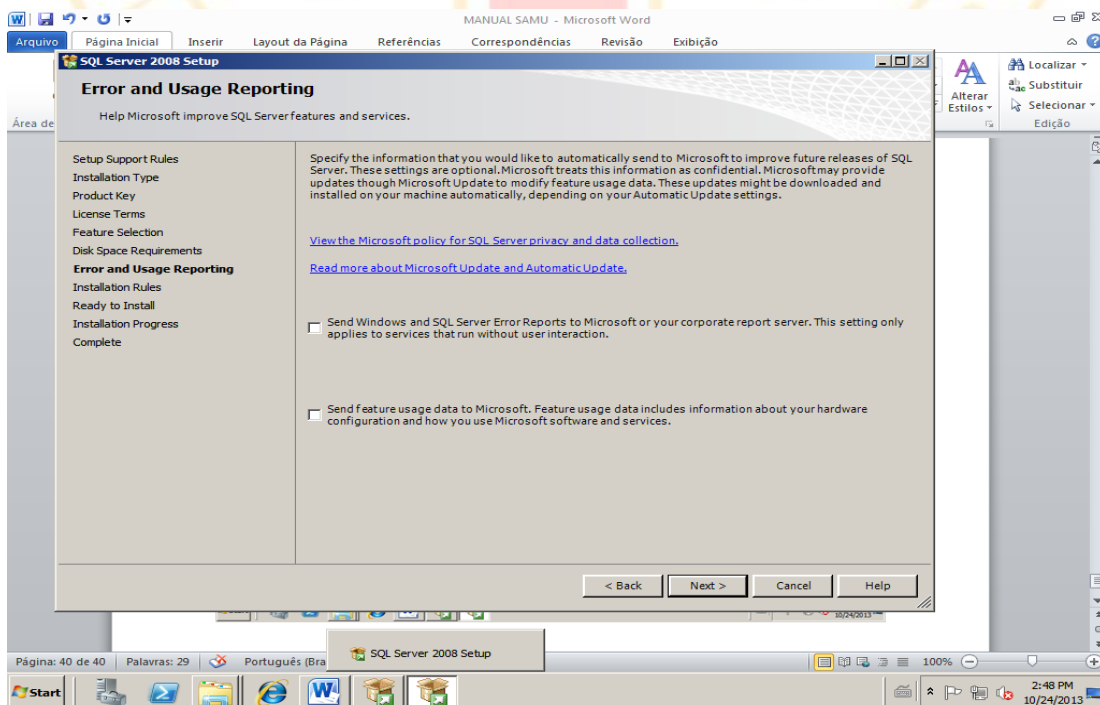 MANUAL SAMU - Microsoft Word
Arquivo Página Inicial Inserir Layout da Página Referências Correspondências Revisão Exibição
SQL Server 2008 Setup
Error and Usage Reporting
Help Microsoft improve SQL Server features and services.
Localizar
Substituir
Selecionar
Alterar
Estilos
Área de
Edição
Setup Support Rules
Installation Type
Product Key
License Terms
Feature Selection
Disk Space Requirements
Error and Usage Reporting
Installation Rules
Ready to Install
Installation Progress
Complete
Specify the information that you would like to automatically send to Microsoft to improve future releases of SQL
Server. These settings are optional. Microsoft treats this information as confidential. Microsoft may provide
updates though Microsoft Update to modify feature usage data. These updates might be downloaded and
installed on your machine automatically, depending on your Automatic Update settings.
View the Microsoft policy for SQL Server privacy and data collection.
Read more about Microsoft Update and Automatic Update.
Send Windows and SQL Server Error Reports to Microsoft or your corporate report server. This setting only
applies to services that run without user interaction.
Send feature usage data to Microsoft. Feature usage data includes information about your hardware
configuration and how you use Microsoft software and services.
< Back Next > Cancel Help
10/24/2013
SQL Server 2008 Setup
Página: 40 de 40 Palavras: 29 Português (Bra 100%
Start
2:48 PM
10/24/2013